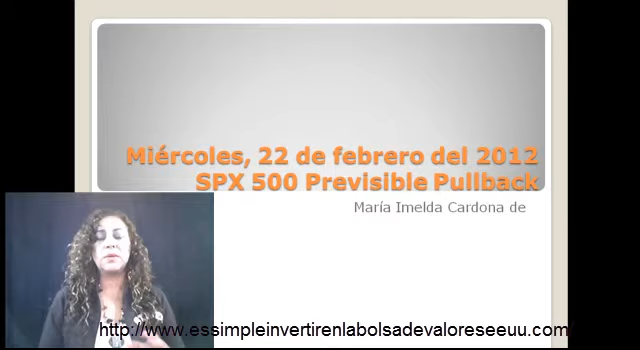 Miércoles, 22 de febrero del 2012
SPX 500 Previsible Pullback
María Imelda Cardona de
http://www.essimpleinvertirenlabolsadevaloreseeuu.com